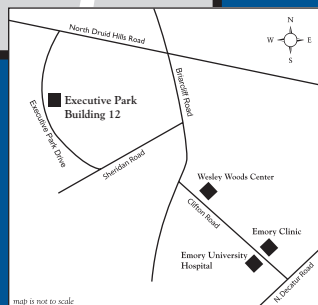 North Druid Hills Road
N
W
E
S
Briarcliff Road
Executive Park
Building 12
Executive Park Drive
Sheridan Road
Wesley Woods Center
Clifton Road
Emory Clinic
Emory University
Hospital
N. Decatur Road
map is not to scale